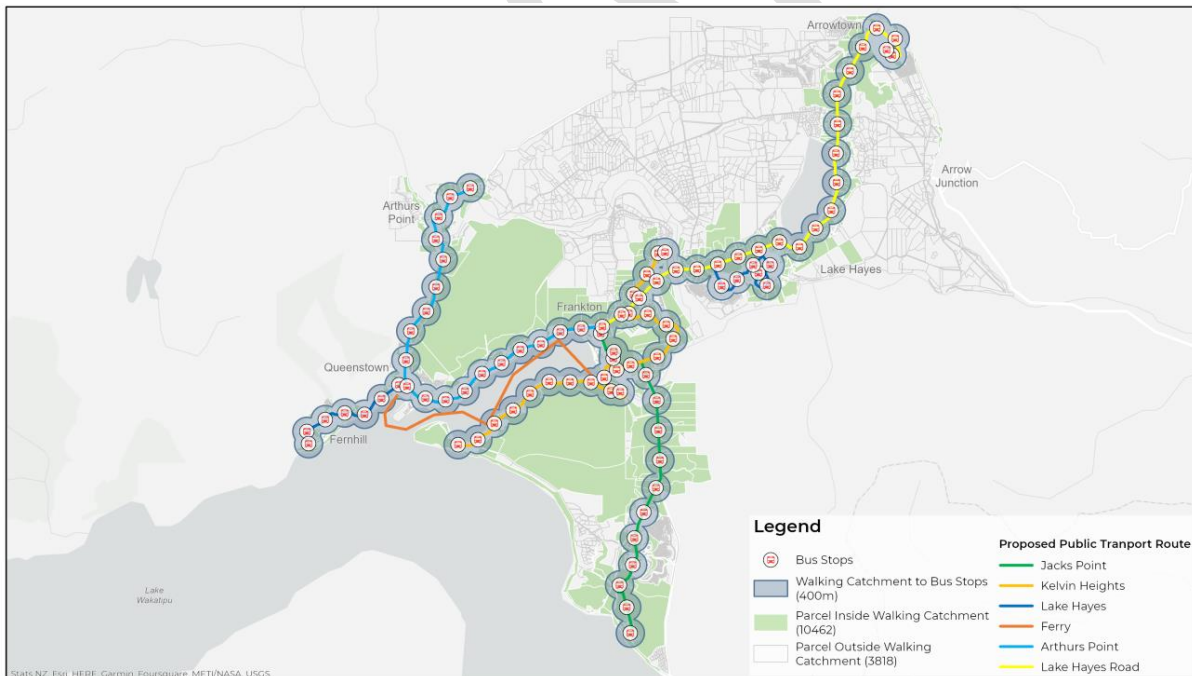 Arrowtown
Arthurs
Point
Arrow
Junction
Lake Hayes
Frankton
Queenstown
Fernhill
Lake
Wakatipu
Legend
Bus Stops
Walking Catchment to Bus Stops
(400m)
Parcel Inside Walking Catchment
(10462)
Parcel Outside Walking
Catchment (3818)
Proposed Public Tranport Route
Jacks Point
Kelvin Heights
Lake Hayes
Ferry
Arthurs Point
Lake Hayes Road
Stats NZ, Esri, HERE, Garmin, Foursquare, METI/NASA, USGS